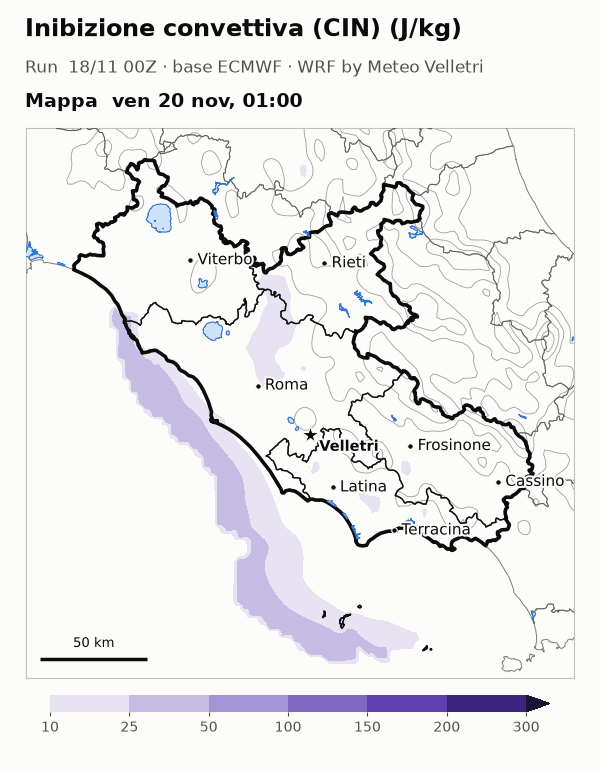 Inibizione convettiva (CIN) (J/kg)
Run  18/11 00Z · base ECMWF · WRF by Meteo Velletri
Mappa  ven 20 nov, 01:00
Viterbo
Rieti
Roma
Velletri
Frosinone
Cassino
Latina
Terracina
50 km
10 25 50 100 150 200 300